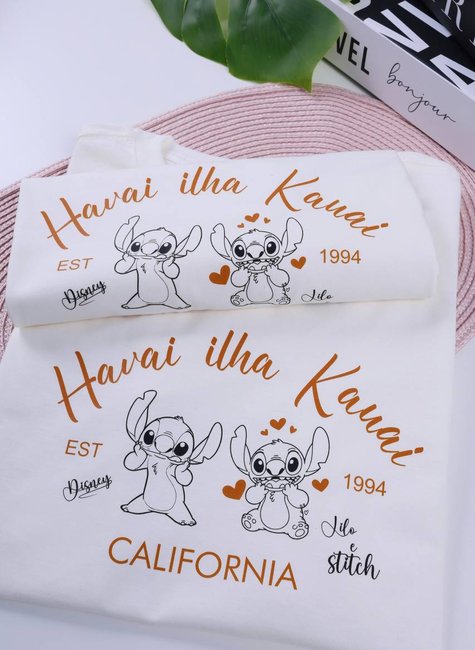 VEL
bonjour
Havai ilha Kauai
EST
1994
Disney
Lilo
Havai ilha Kauai
EST
1994
Disney
Lilo
e
stitch
CALIFORNIA